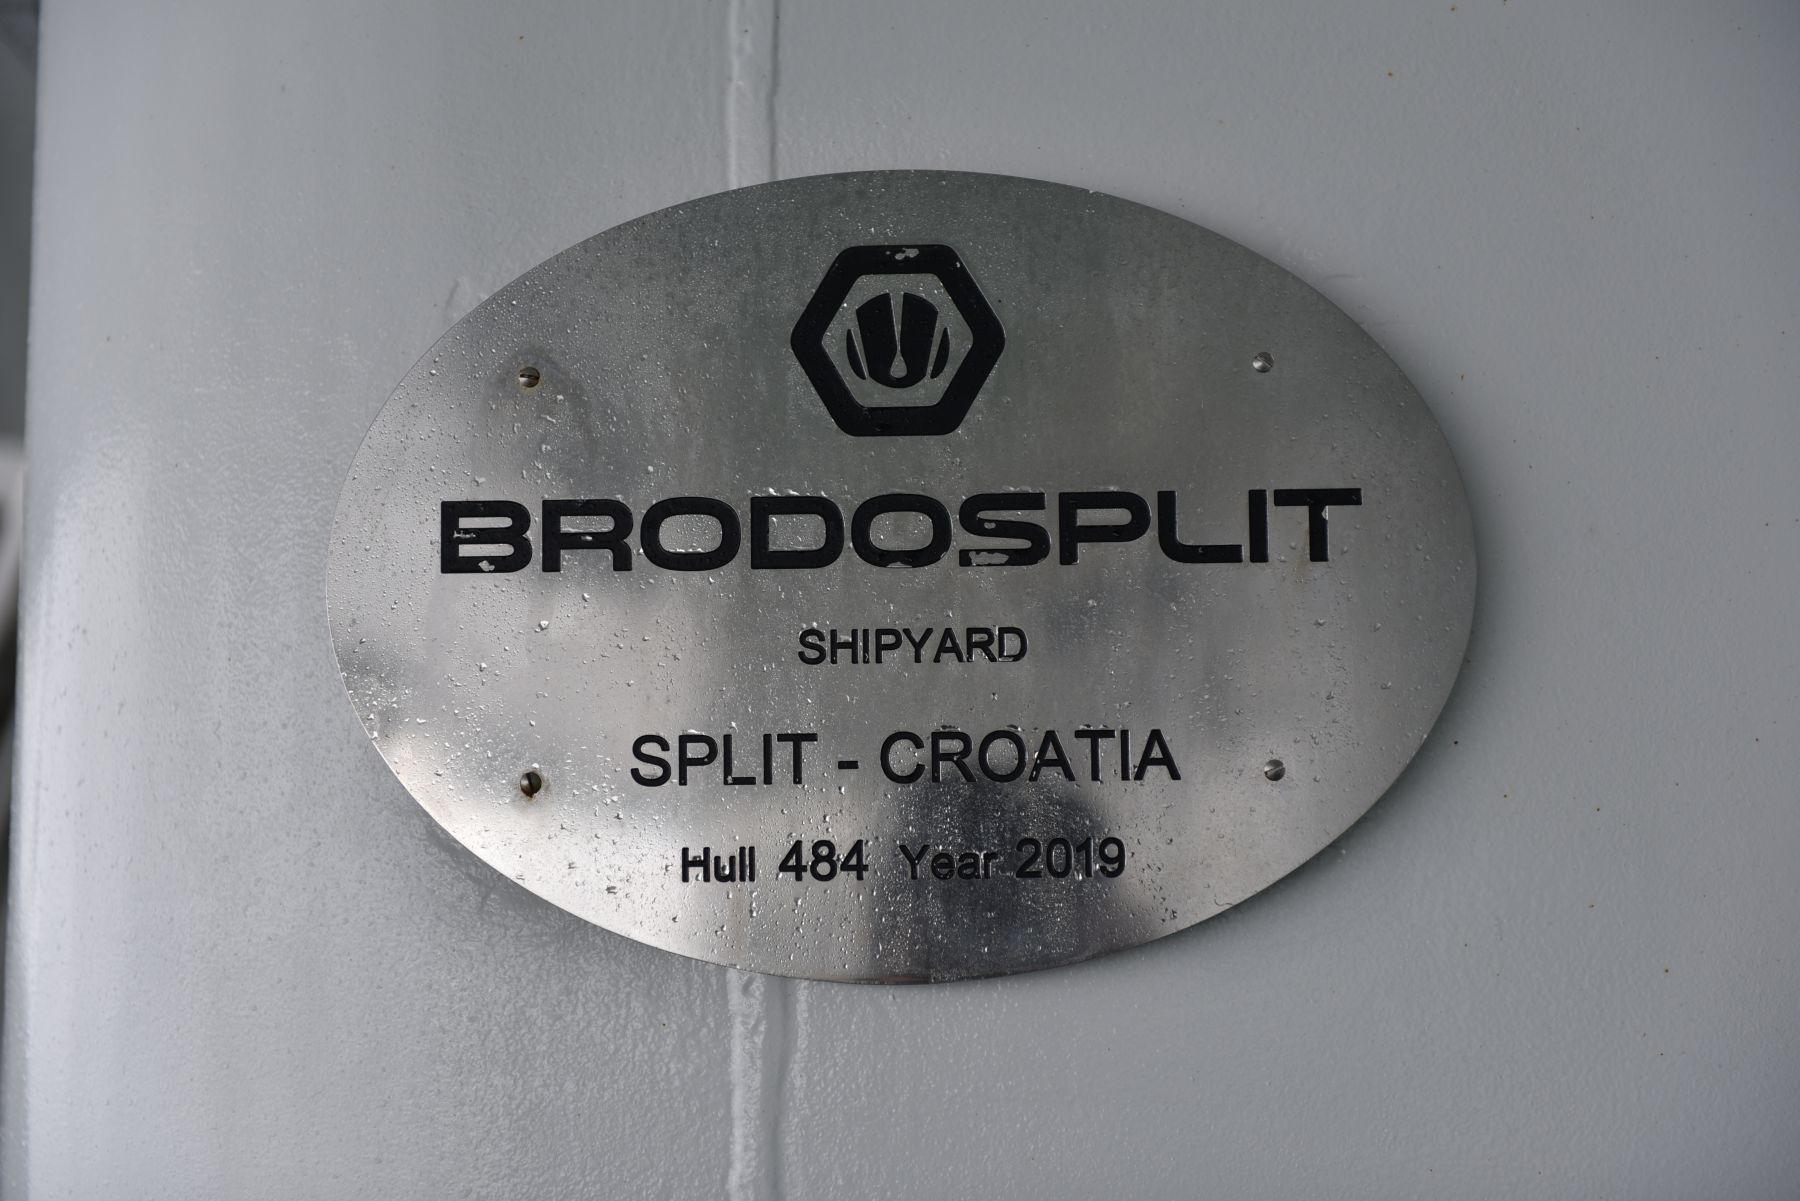 BRODOSPLIT
SHIPYARD
SPLIT - CROATIA
Hull 484 Year 2019